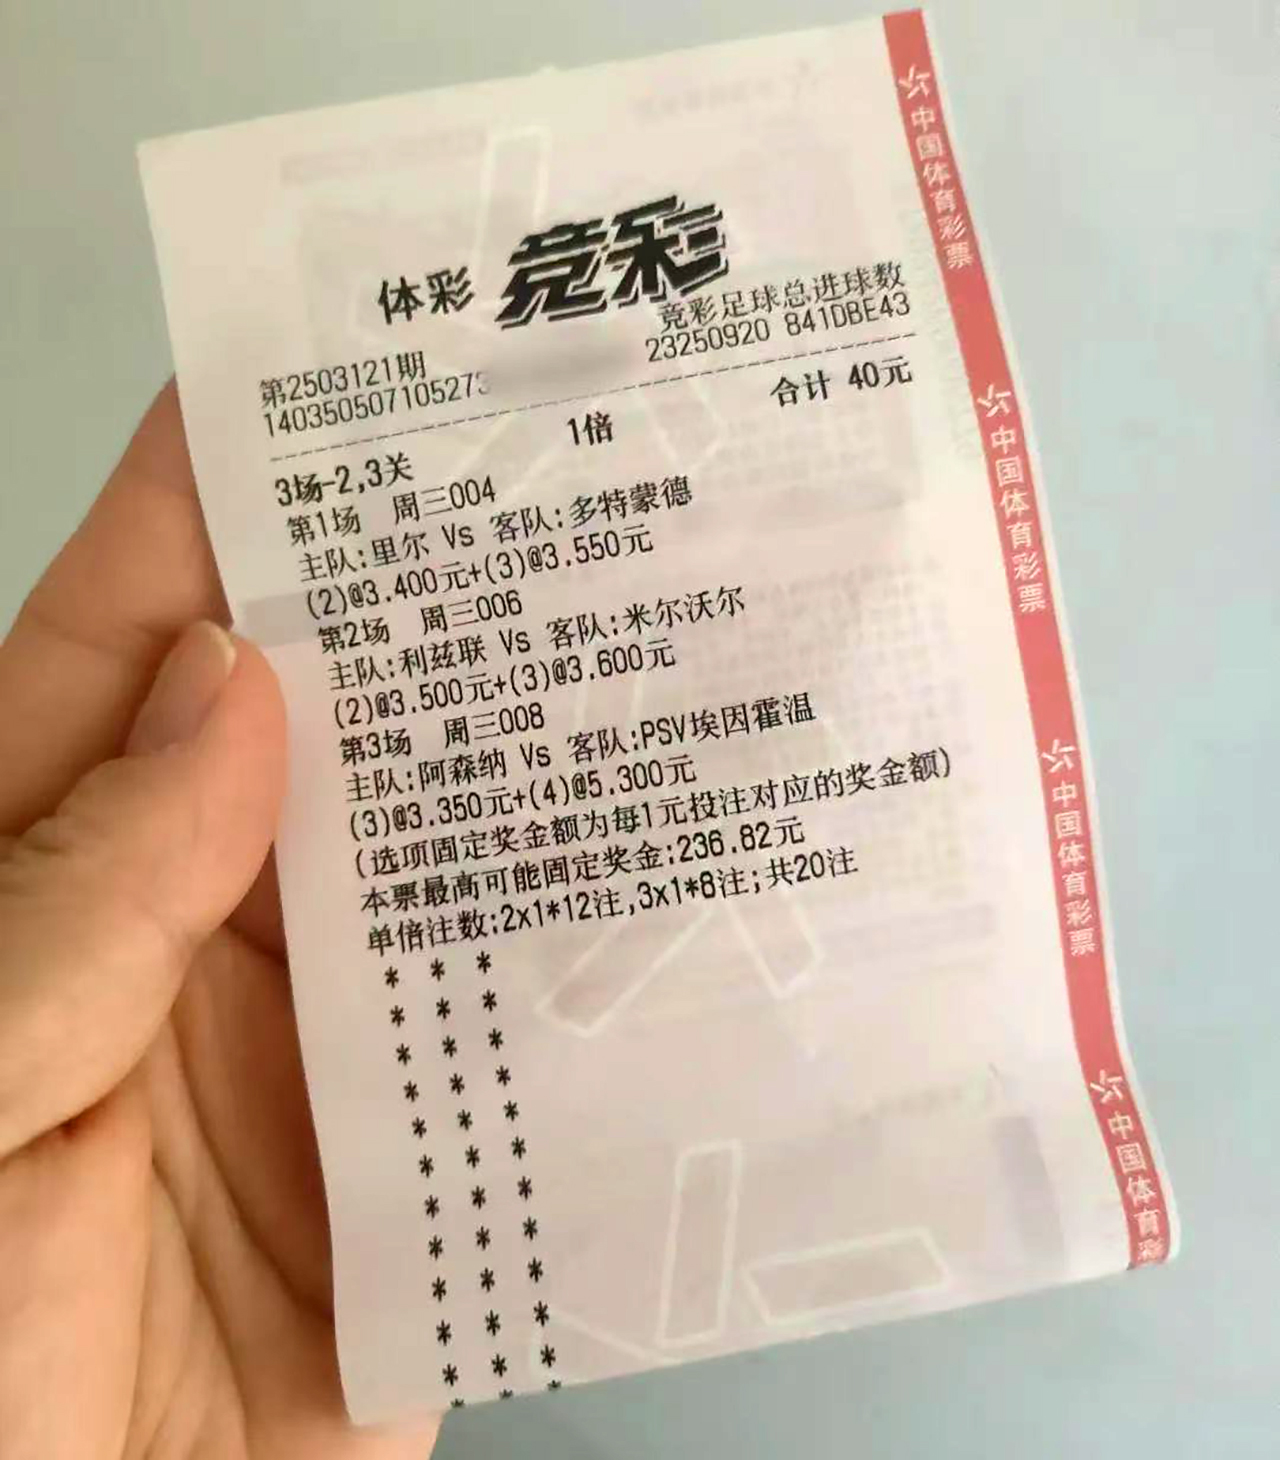 体彩 竞彩
竞彩足球总进球数
第2503121期
23250920 841DBE43
14035050710527
1倍 合计 40元
3场-2,3关
第1场 周三004
主队:里尔 Vs 客队:多特蒙德
(2)@3.400元+(3)@3.550元
第2场 周三006
主队:利兹联 Vs 客队:米尔沃尔
(2)@3.500元+(3)@3.600元
第3场 周三008
主队:阿森纳 Vs 客队:PSV埃因霍温
(3)@3.350元+(4)@5.300元
(选项固定奖金额为每1元投注对应的奖金额)
本票最高可能固定奖金:236.82元
单倍注数:2x1*12注,3x1*8注;共20注
* * *
* * *
* * *
* * *
* * *
* * *
* * *
* * *
* * *
* * *
* * *
中国体育彩票
中国体育彩票
中国体育彩票
中国体育彩